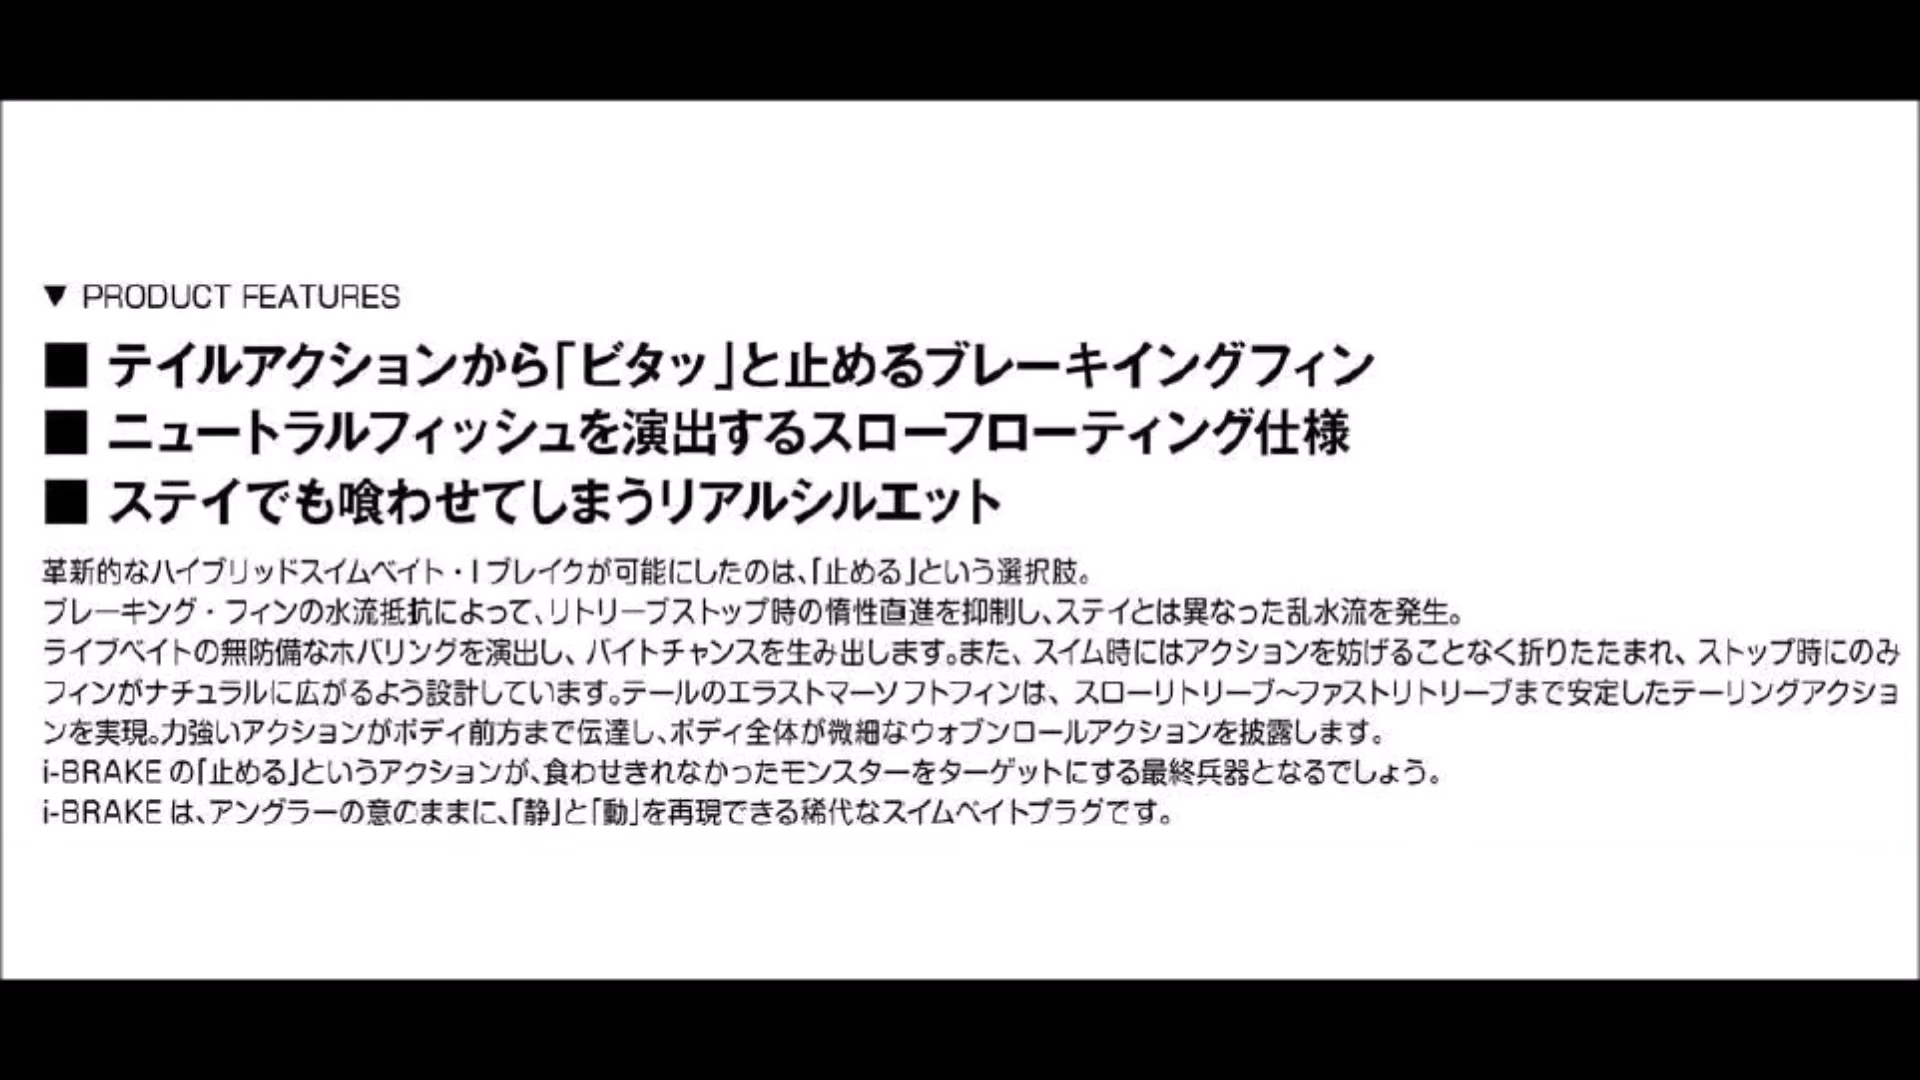 ▼ PRODUCT FEATURES
■ テイルアクションから「ビタッ」と止めるブレーキイングフィン
■ ニュートラルフィッシュを演出するスローフローティング仕様
■ ステイでも喰わせてしまうリアルシルエット
革新的なハイブリッドスイムベイト・I ブレイクが可能にしたのは、「止める」という選択肢。
ブレーキング・フィンの水流抵抗によって、リトリーブストップ時の惰性直進を抑制し、ステイとは異なった乱水流を発生。
ライブベイトの無防備なホバリングを演出し、バイトチャンスを生み出します。また、スイム時にはアクションを妨げることなく折りたたまれ、ストップ時にのみ
フィンがナチュラルに広がるよう設計しています。テールのエラストマーソフトフィンは、スローリトリーブ～ファストリトリーブまで安定したテーリングアクショ
ンを実現。力強いアクションがボディ前方まで伝達し、ボディ全体が微細なウォブンロールアクションを披露します。
i-BRAKE の「止める」というアクションが、食わせきれなかったモンスターをターゲットにする最終兵器となるでしょう。
i-BRAKE は、アングラーの意のままに、「静」と「動」を再現できる稀代なスイムベイトプラグです。